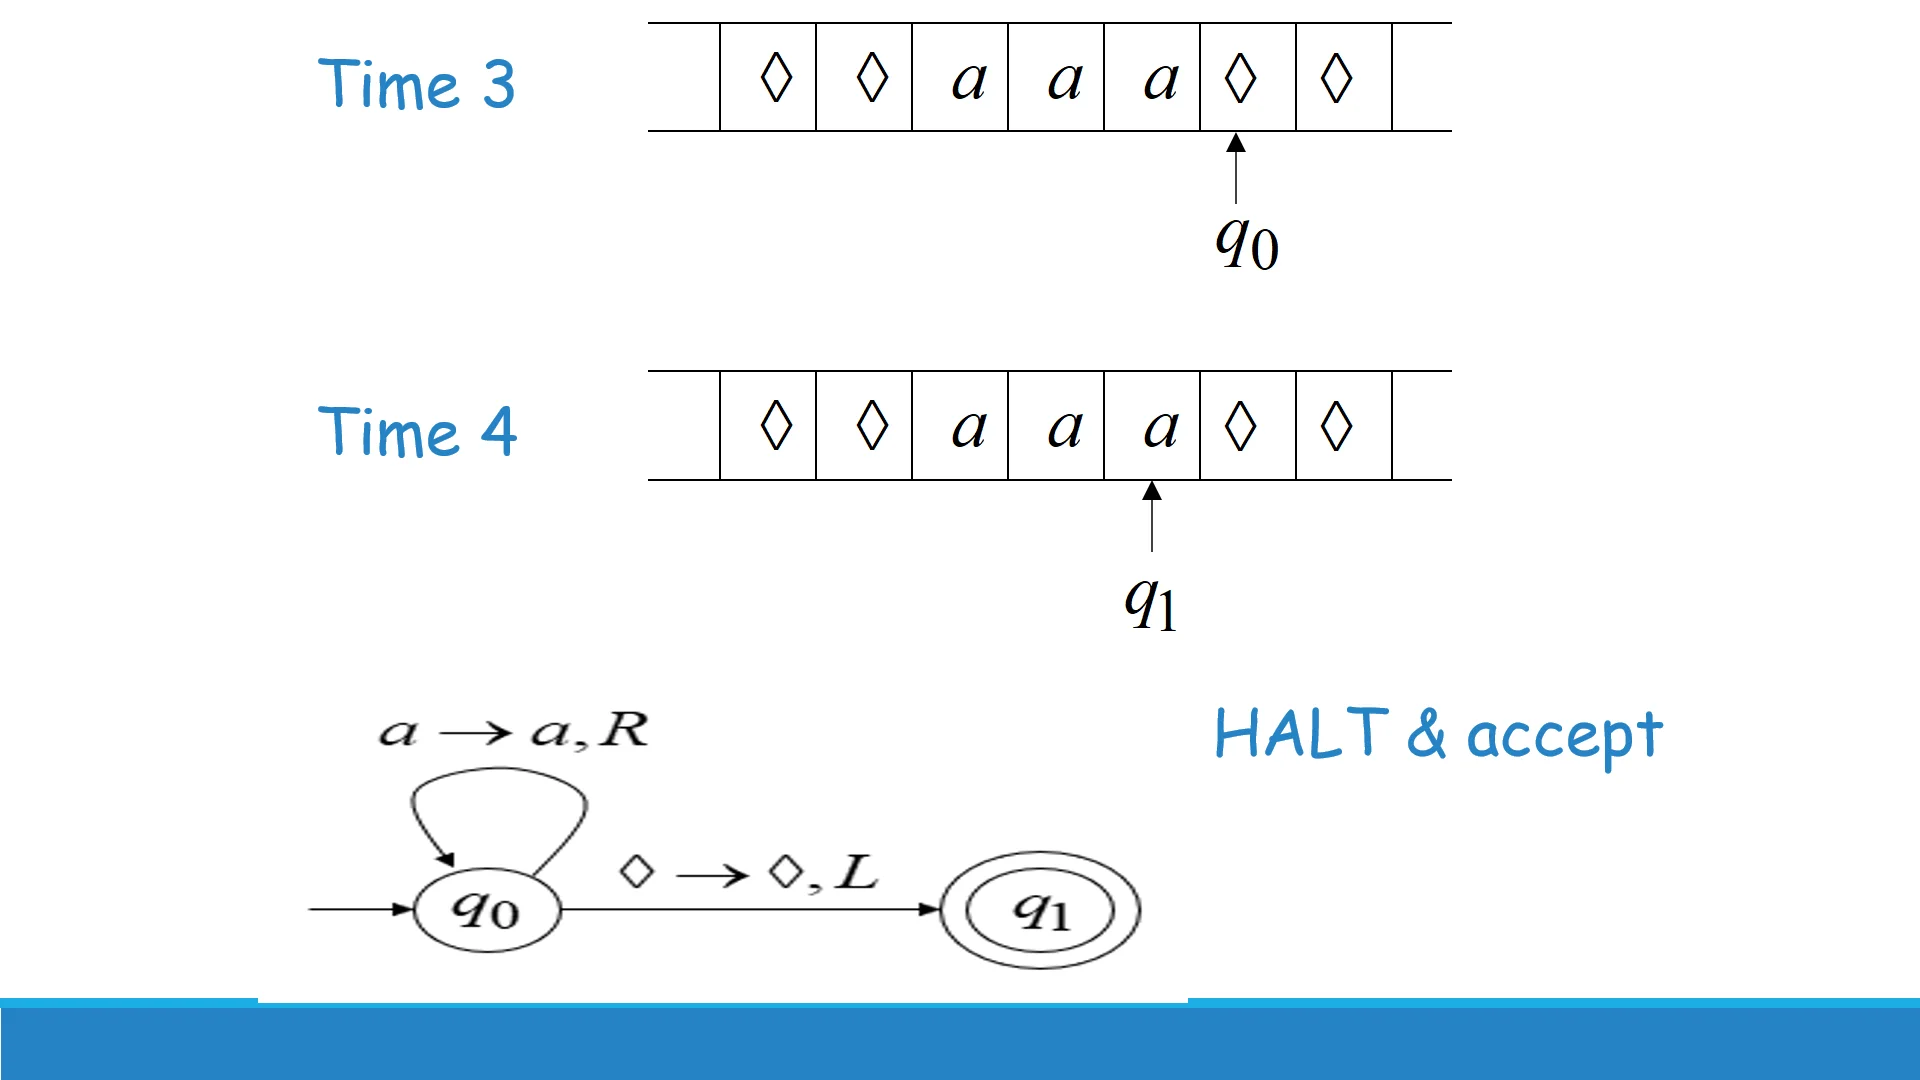 Time 3
◊ ◊ a a a ◊ ◊
q0
Time 4
◊ ◊ a a a ◊ ◊
q1
a → a, R
HALT & accept
◊ → ◊, L
q0 q1